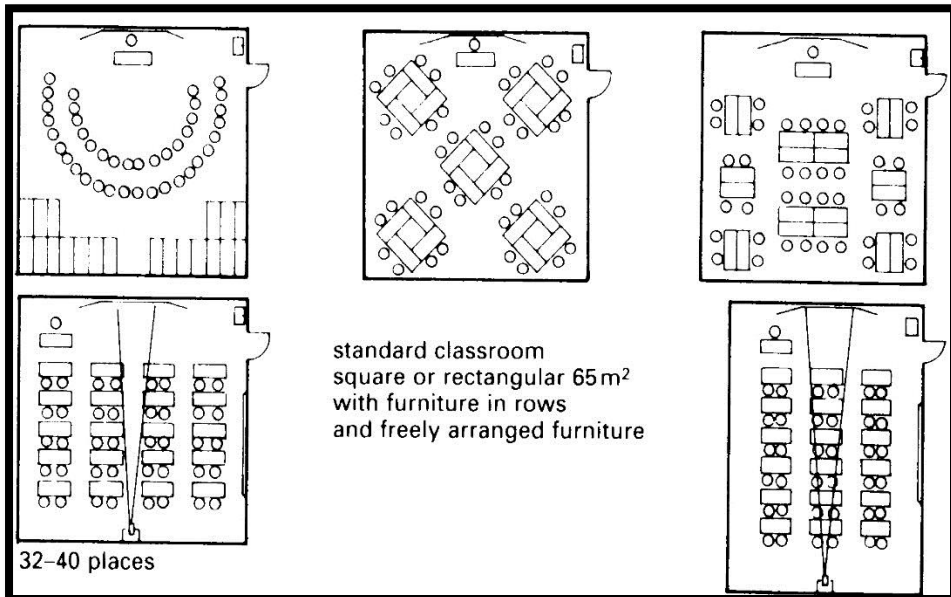 standard classroom
square or rectangular 65 m²
with furniture in rows
and freely arranged furniture
32–40 places